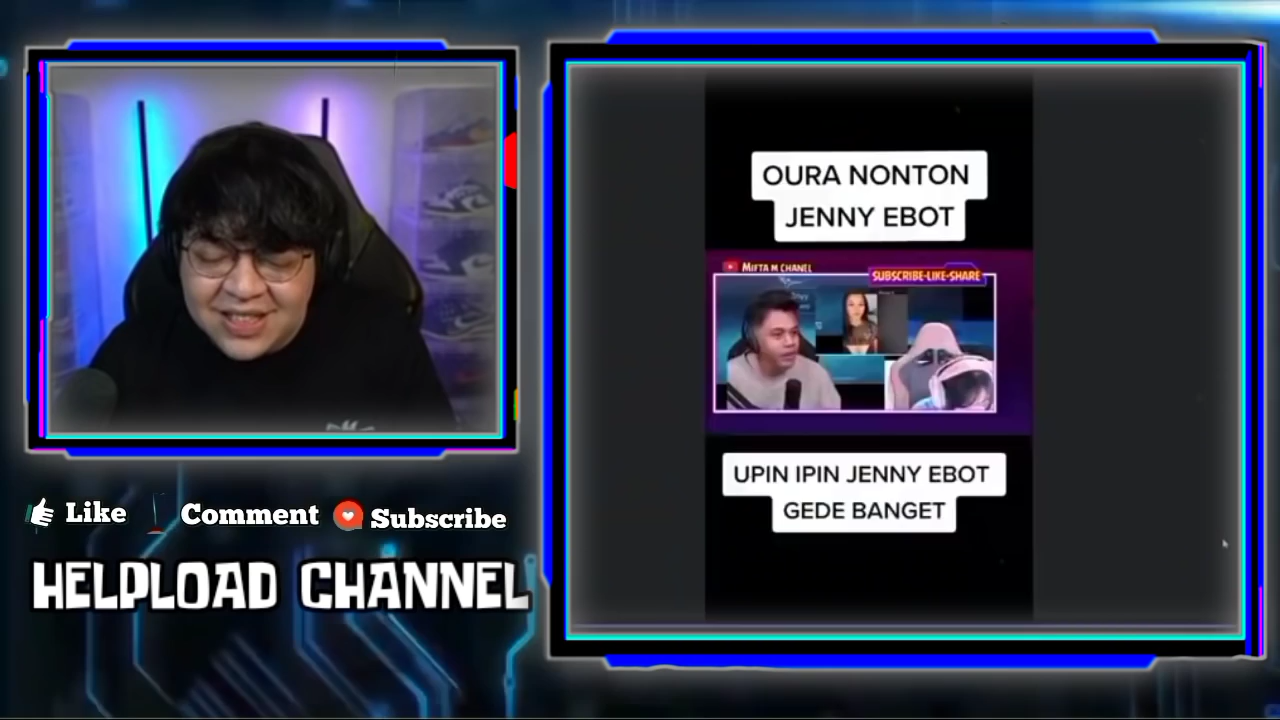 OURA NONTON
JENNY EBOT
MIFTA M CHANEL
SUBSCRIBE-LIKE-SHARE
UPIN IPIN JENNY EBOT
GEDE BANGET
Like
Comment
Subscribe
HELPLOAD CHANNEL